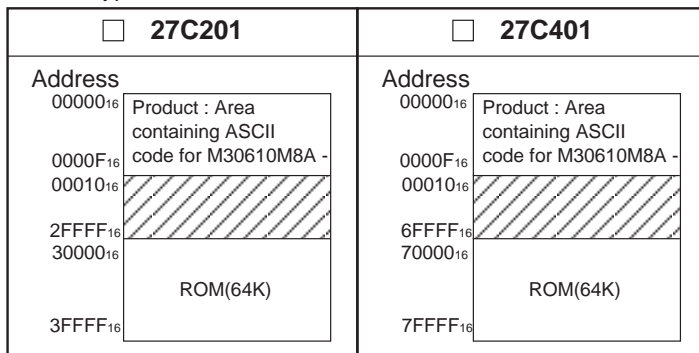 □ 27C201
Address
00000₁₆
Product : Area
containing ASCII
code for M30610M8A -
0000F₁₆
00010₁₆
2FFFF₁₆
30000₁₆
ROM(64K)
3FFFF₁₆
□ 27C401
Address
00000₁₆
Product : Area
containing ASCII
code for M30610M8A -
0000F₁₆
00010₁₆
6FFFF₁₆
70000₁₆
ROM(64K)
7FFFF₁₆